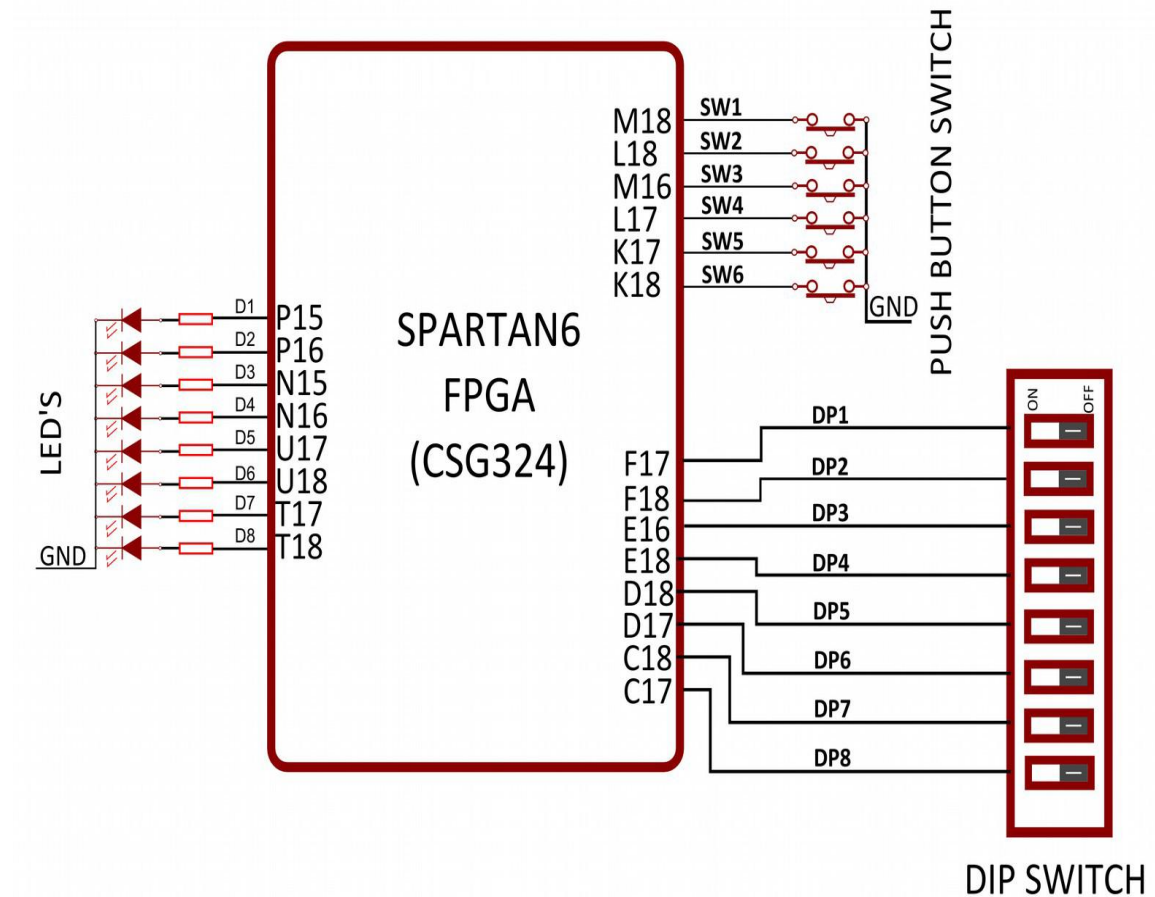 PUSH BUTTON SWITCH
M18 SW1
L18 SW2
M16 SW3
L17 SW4
K17 SW5
K18 SW6
GND
SPARTAN6
FPGA
(CSG324)
LED'S
D1 P15
D2 P16
D3 N15
D4 N16
D5 U17
D6 U18
D7 T17
D8 T18
GND
ON OFF
F17 DP1
F18 DP2
E16 DP3
E18 DP4
D18 DP5
D17 DP6
C18 DP7
C17 DP8
DIP SWITCH